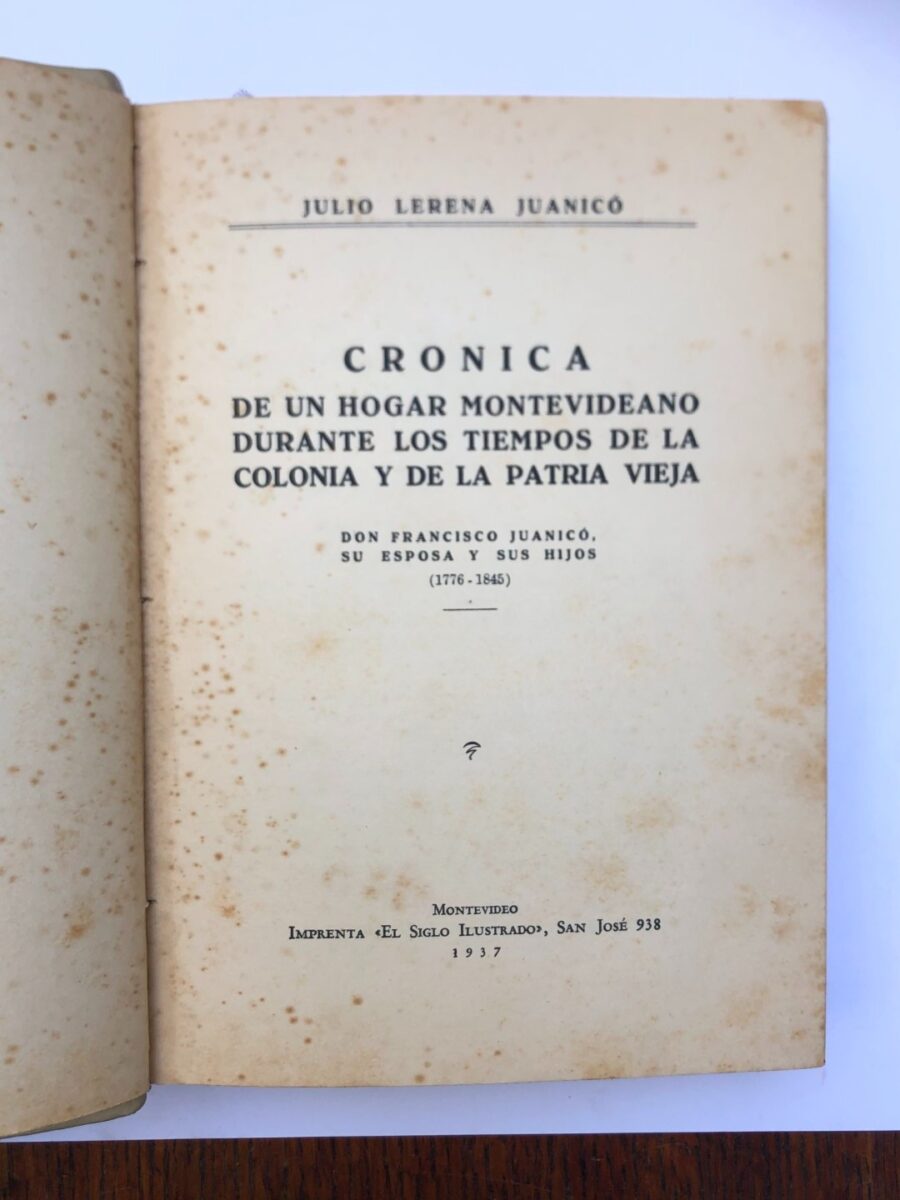 JULIO LERENA JUANICÓ
CRONICA
DE UN HOGAR MONTEVIDEANO
DURANTE LOS TIEMPOS DE LA
COLONIA Y DE LA PATRIA VIEJA
DON FRANCISCO JUANICÓ,
SU ESPOSA Y SUS HIJOS
(1776 - 1845)
MONTEVIDEO
IMPRENTA «EL SIGLO ILUSTRADO», SAN JOSÉ 938
1937